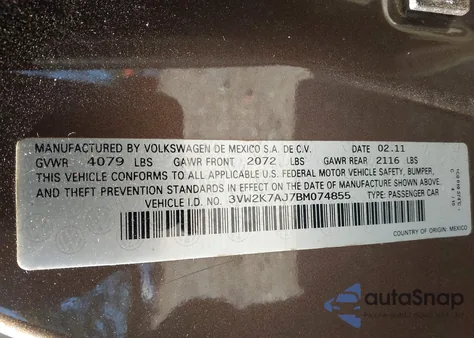 MANUFACTURED BY VOLKSWAGEN DE MEXICO S.A. DE C.V. 02.11
GVWR 4079 LBS GAWR FRONT 2072 LBS GAWR REAR 2116 LBS
THIS VEHICLE CONFORMS TO ALL APPLICABLE U.S. FEDERAL MOTOR VEHICLE SAFETY, BUMPER,
AND THEFT PREVENTION STANDARDS IN EFFECT ON THE DATE OF MANUFACTURE SHOWN ABOVE.
VEHICLE I.D. NO. 3VW2K7AJ7BM074855 TYPE: PASSENGER CAR
COUNTRY OF ORIGIN: MEXICO
autoSnap